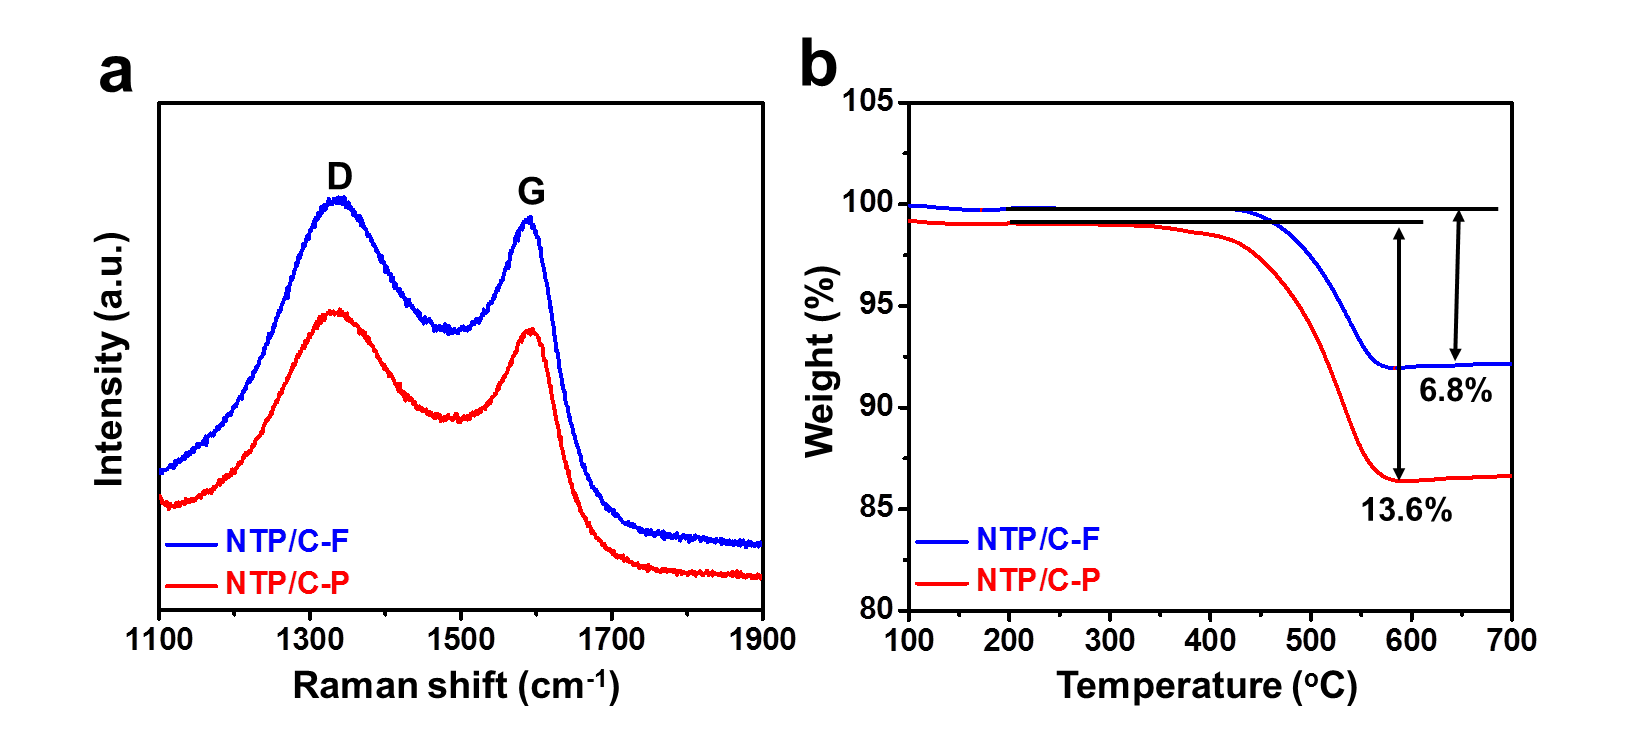 a
D
G
Intensity (a.u.)
NTP/C-F
NTP/C-P
1100 1300 1500 1700 1900
Raman shift (cm⁻¹)
b
105
100
95
90
85
80
Weight (%)
6.8%
13.6%
NTP/C-F
NTP/C-P
100 200 300 400 500 600 700
Temperature (ᵒC)